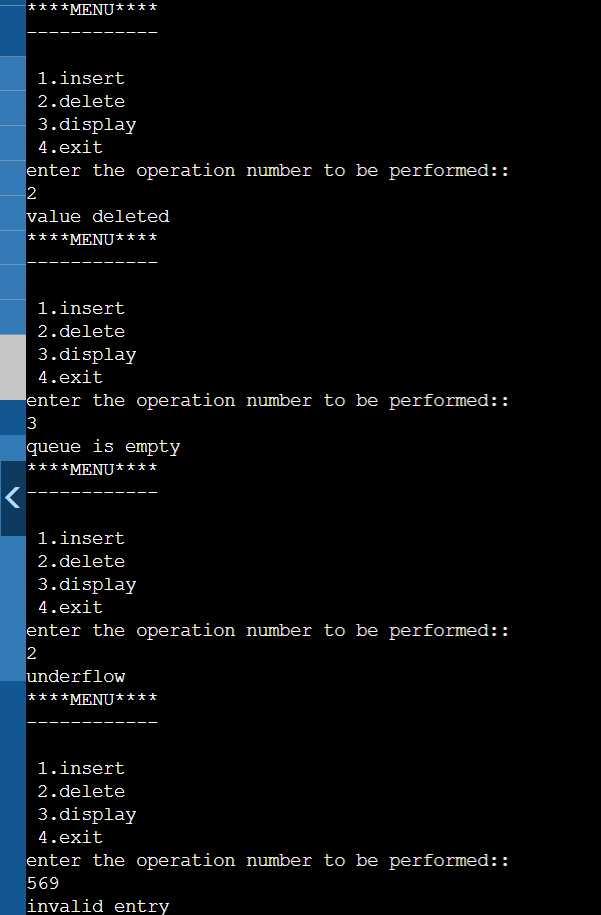 ****MENU****
------------
1.insert
2.delete
3.display
4.exit
enter the operation number to be performed::
2
value deleted
****MENU****
------------
1.insert
2.delete
3.display
4.exit
enter the operation number to be performed::
3
queue is empty
****MENU****
------------
1.insert
2.delete
3.display
4.exit
enter the operation number to be performed::
2
underflow
****MENU****
------------
1.insert
2.delete
3.display
4.exit
enter the operation number to be performed::
569
invalid entry